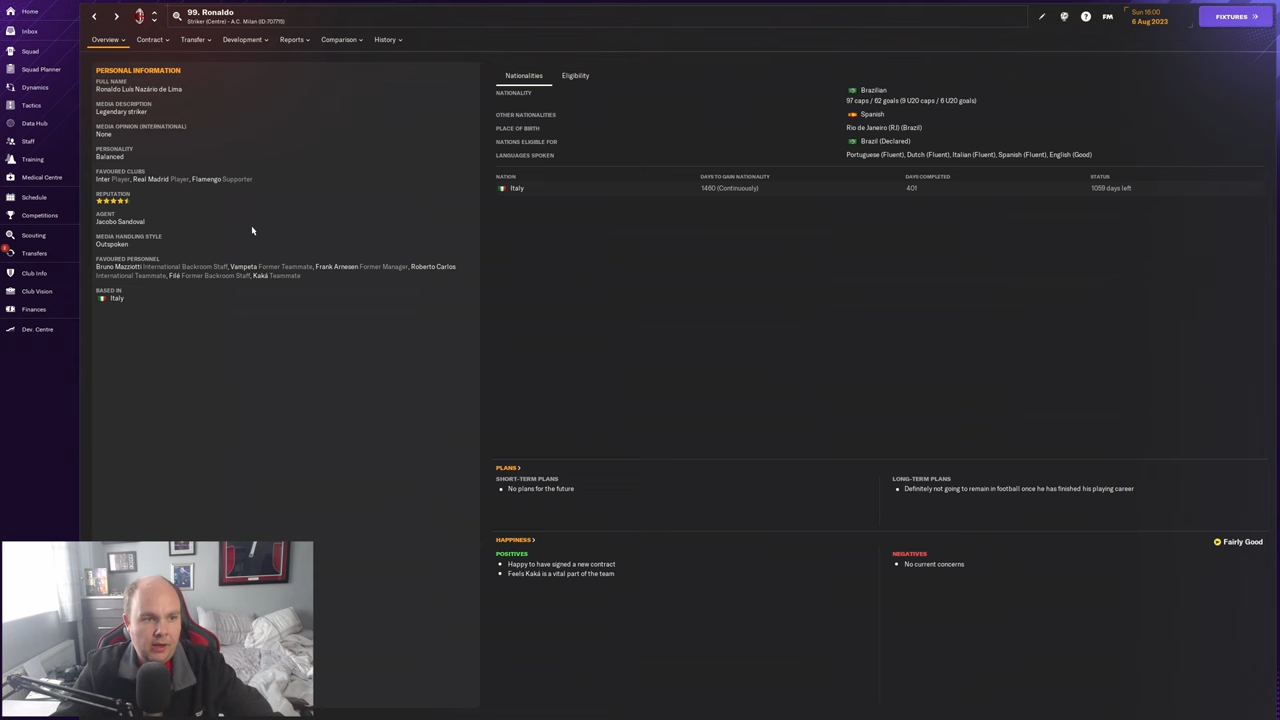 Home
Inbox
Squad
Squad Planner
Dynamics
Tactics
Data Hub
Staff
Training
Medical Centre
Schedule
Competitions
Scouting
Transfers
Club Info
Club Vision
Finances
Dev. Centre
99. Ronaldo
Striker (Centre) - A.C. Milan (ID:707715)
FM
Sun 16:00
6 Aug 2023
FIXTURES
Overview Contract Transfer Development Reports Comparison History
PERSONAL INFORMATION
FULL NAME
Ronaldo Luís Nazário de Lima
MEDIA DESCRIPTION
Legendary striker
MEDIA OPINION (INTERNATIONAL)
None
PERSONALITY
Balanced
FAVOURED CLUBS
Inter Player, Real Madrid Player, Flamengo Supporter
REPUTATION
AGENT
Jacobo Sandoval
MEDIA HANDLING STYLE
Outspoken
FAVOURED PERSONNEL
Bruno Mazziotti International Backroom Staff, Vampeta Former Teammate, Frank Arnesen Former Manager, Roberto Carlos
International Teammate, Filé Former Backroom Staff, Kaká Teammate
BASED IN
Italy
Nationalities Eligibility
NATIONALITY Brazilian
97 caps / 62 goals (9 U20 caps / 6 U20 goals)
OTHER NATIONALITIES Spanish
PLACE OF BIRTH Rio de Janeiro (RJ) (Brazil)
NATIONS ELIGIBLE FOR Brazil (Declared)
LANGUAGES SPOKEN Portuguese (Fluent), Dutch (Fluent), Italian (Fluent), Spanish (Fluent), English (Good)
NATION DAYS TO GAIN NATIONALITY DAYS COMPLETED STATUS
Italy 1460 (Continuously) 401 1059 days left
PLANS
SHORT-TERM PLANS
No plans for the future
LONG-TERM PLANS
Definitely not going to remain in football once he has finished his playing career
HAPPINESS
Fairly Good
POSITIVES
Happy to have signed a new contract
Feels Kaká is a vital part of the team
NEGATIVES
No current concerns